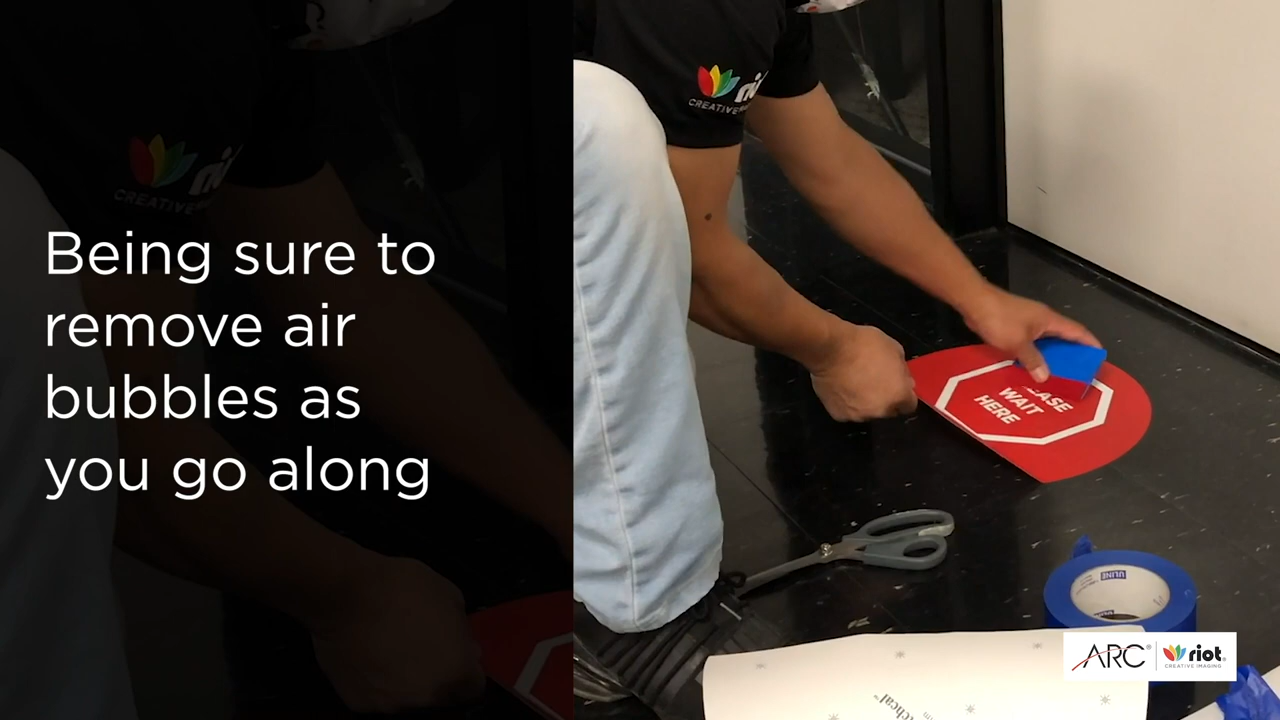 Being sure to
remove air
bubbles as
you go along
CREATIVE
WAIT
HERE
ULINE
ARC®
riot®
CREATIVE IMAGING